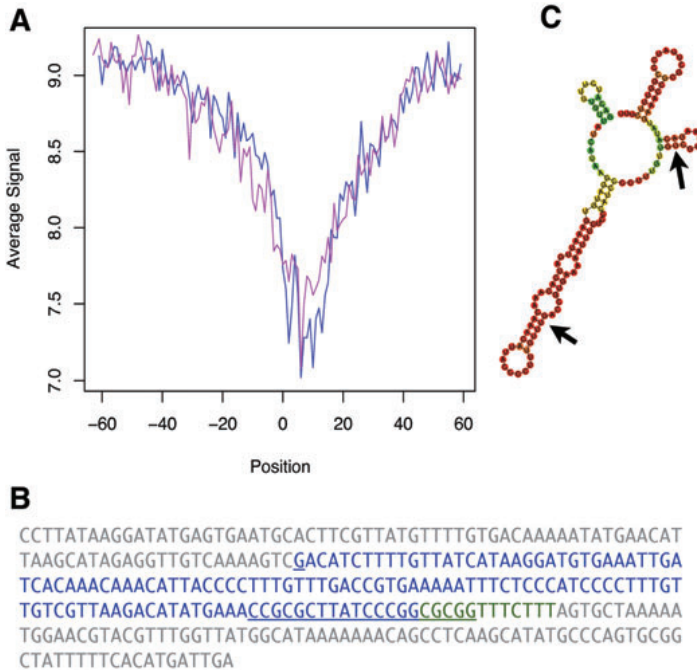 A
C
Average Signal
9.0
8.5
8.0
7.5
7.0
−60
−40
−20
0
20
40
60
Position
B
CCTTATAAGGATATGAGTGAATGCACTTCGTTATGTTTTGTGACAAAAATATGAACAT
TAAGCATAGAGGTTGTCAAAAGTCGACATCTTTTGTTATCATAAGGATGTGAAATTGA
TCACAAACAAACATTACCCCTTTGTTTGACCGTGAAAAATTTCTCCCATCCCCTTTGT
TGTCGTTAAGACATATGAAACCGCGCTTATCCCGGCGCGGTTTCTTTAGTGCTAAAAA
TGGAACGTACGTTTGGTTATGGCATAAAAAAACAGCCTCAAGCATATGCCCAGTGCGG
CTATTTTTCACATGATTGA